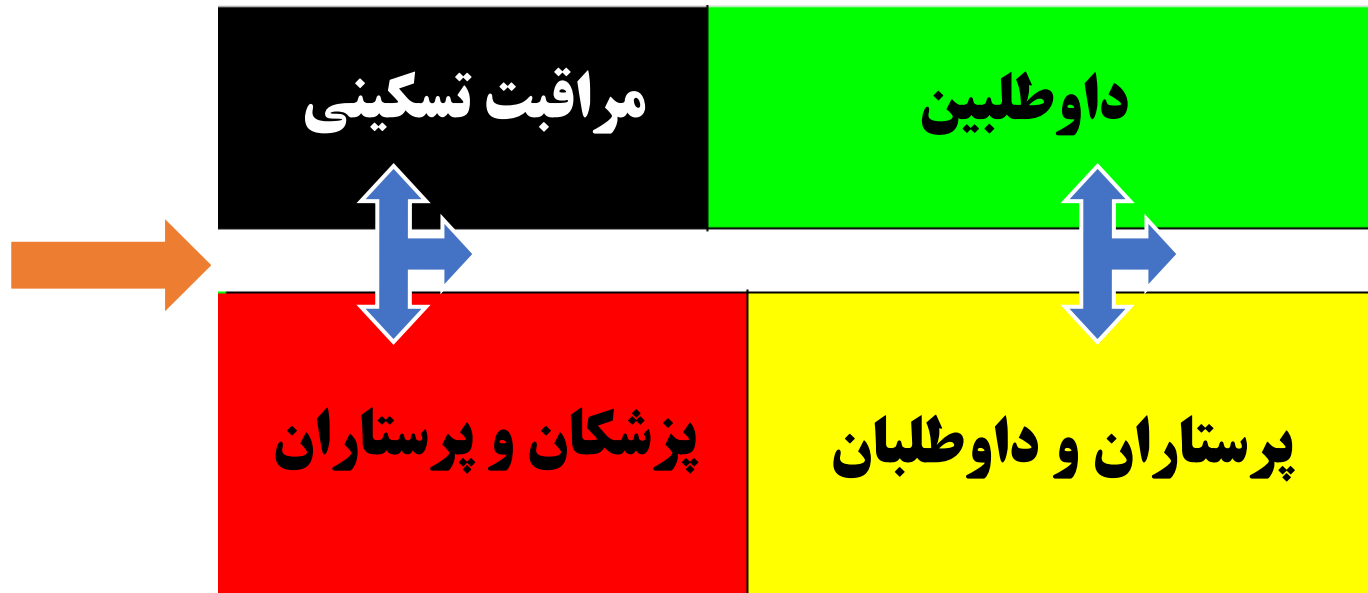 داوطلبین
مراقبت تسکینی
پرستاران و داوطلبان
پزشکان و پرستاران